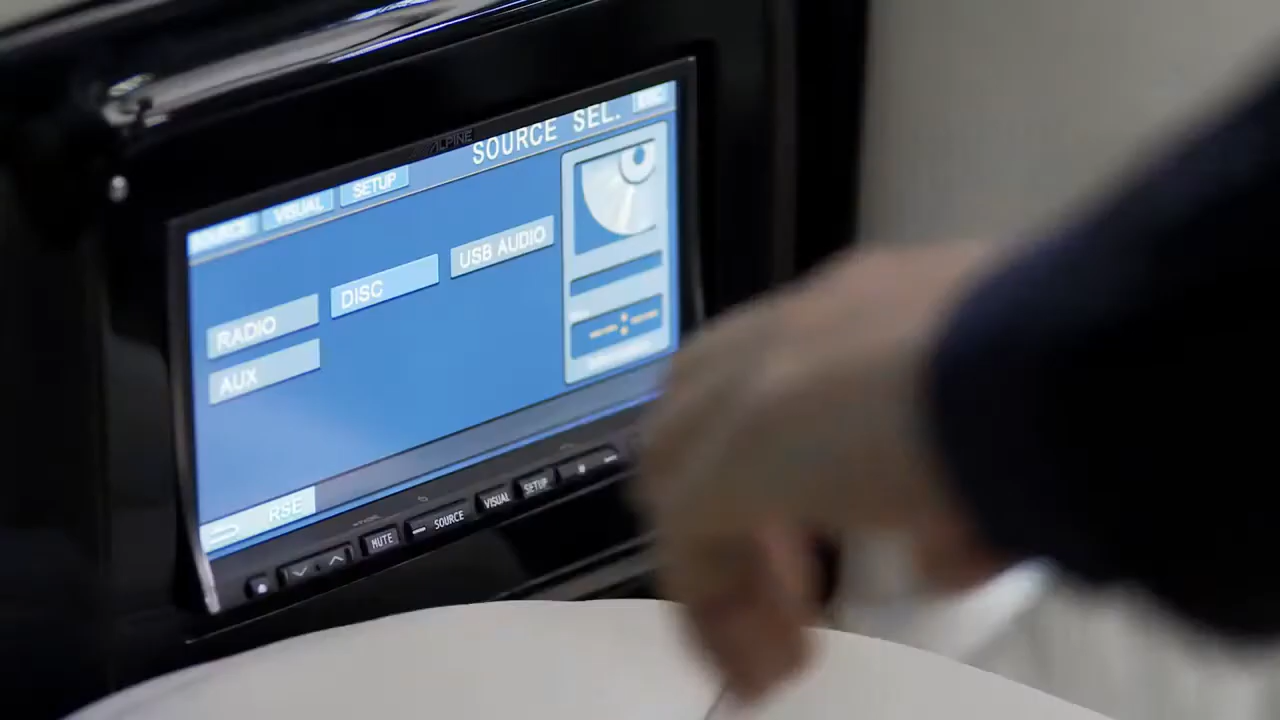 ALPINE
SOURCE SEL.
SOURCE VISUAL SETUP
RADIO DISC USB AUDIO
AUX
RSE
MUTE SOURCE VISUAL SETUP